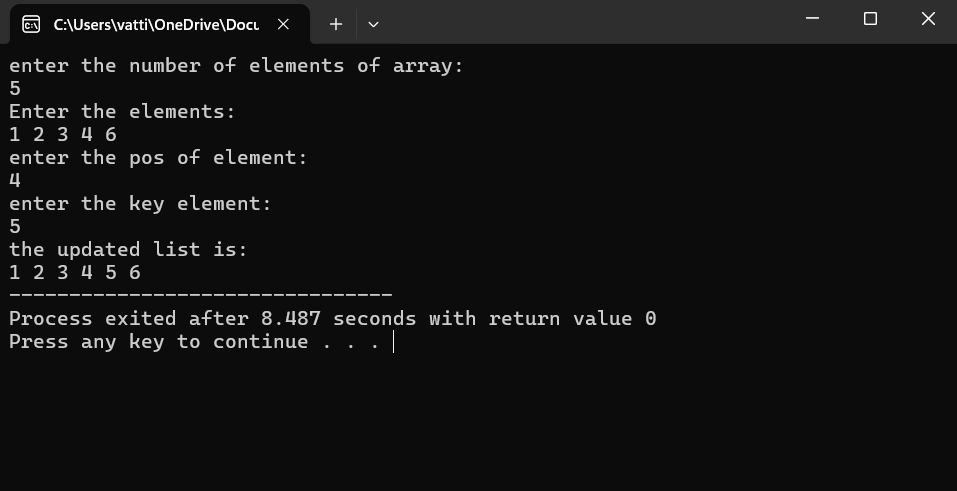 C:\Users\vatti\OneDrive\Docu
enter the number of elements of array:
5
Enter the elements:
1 2 3 4 6
enter the pos of element:
4
enter the key element:
5
the updated list is:
1 2 3 4 5 6
--------------------------------
Process exited after 8.487 seconds with return value 0
Press any key to continue . . .